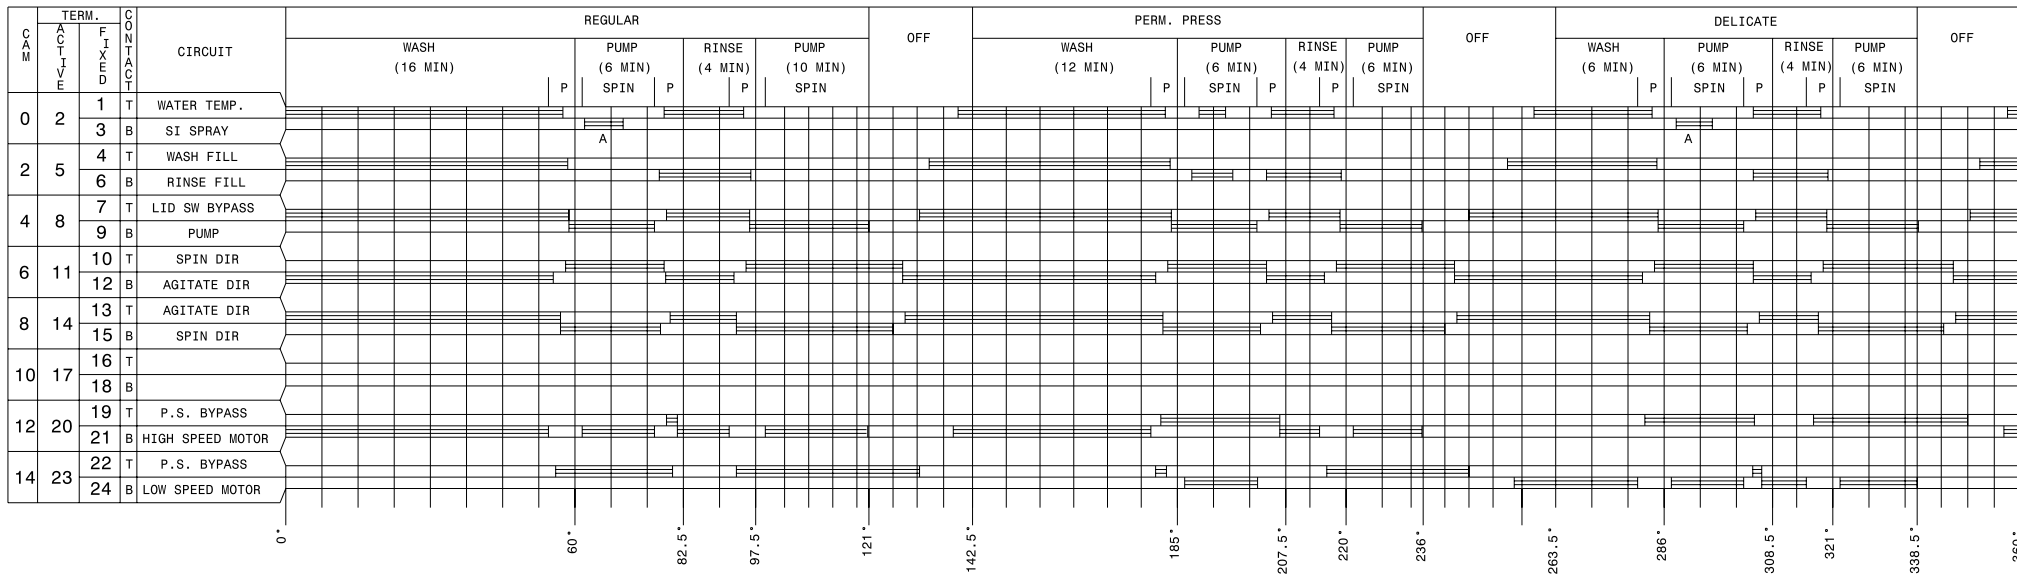 TERM. REGULAR PERM. PRESS DELICATE
CAM ACTIVE FIXED CONTACT CIRCUIT OFF OFF OFF
WASH PUMP RINSE PUMP WASH PUMP RINSE PUMP WASH PUMP RINSE PUMP
(16 MIN) (6 MIN) (4 MIN) (10 MIN) (12 MIN) (6 MIN) (4 MIN) (6 MIN) (6 MIN) (6 MIN) (4 MIN) (6 MIN)
P SPIN P P SPIN P SPIN P P SPIN P SPIN P P SPIN
0 2 1 T WATER TEMP.
3 B SI SPRAY
A A
2 5 4 T WASH FILL
6 B RINSE FILL
4 8 7 T LID SW BYPASS
9 B PUMP
6 11 10 T SPIN DIR
12 B AGITATE DIR
8 14 13 T AGITATE DIR
15 B SPIN DIR
10 17 16 T
18 B
12 20 19 T P.S. BYPASS
21 B HIGH SPEED MOTOR
14 23 22 T P.S. BYPASS
24 B LOW SPEED MOTOR
0° 60° 82.5° 97.5° 121 142.5° 185° 207.5° 220° 236° 263.5° 286° 308.5° 321° 338.5°